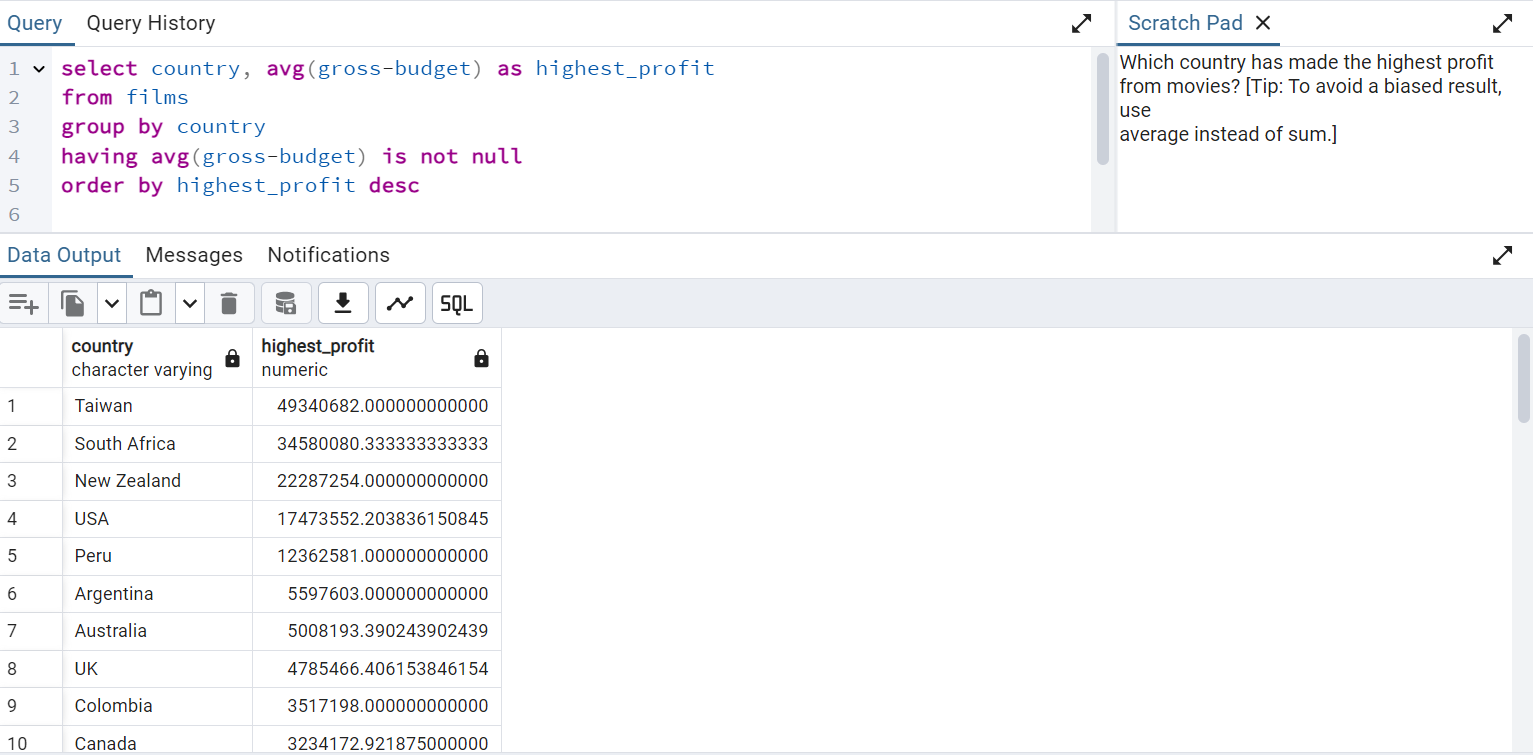 Query Query History
Scratch Pad
1 select country, avg(gross-budget) as highest_profit
2 from films
3 group by country
4 having avg(gross-budget) is not null
5 order by highest_profit desc
6
Which country has made the highest profit
from movies? [Tip: To avoid a biased result,
use
average instead of sum.]
Data Output Messages Notifications
SQL
country highest_profit
character varying numeric
1 Taiwan 49340682.000000000000
2 South Africa 34580080.333333333333
3 New Zealand 22287254.000000000000
4 USA 17473552.203836150845
5 Peru 12362581.000000000000
6 Argentina 5597603.000000000000
7 Australia 5008193.390243902439
8 UK 4785466.406153846154
9 Colombia 3517198.000000000000
10 Canada 3234172.921875000000